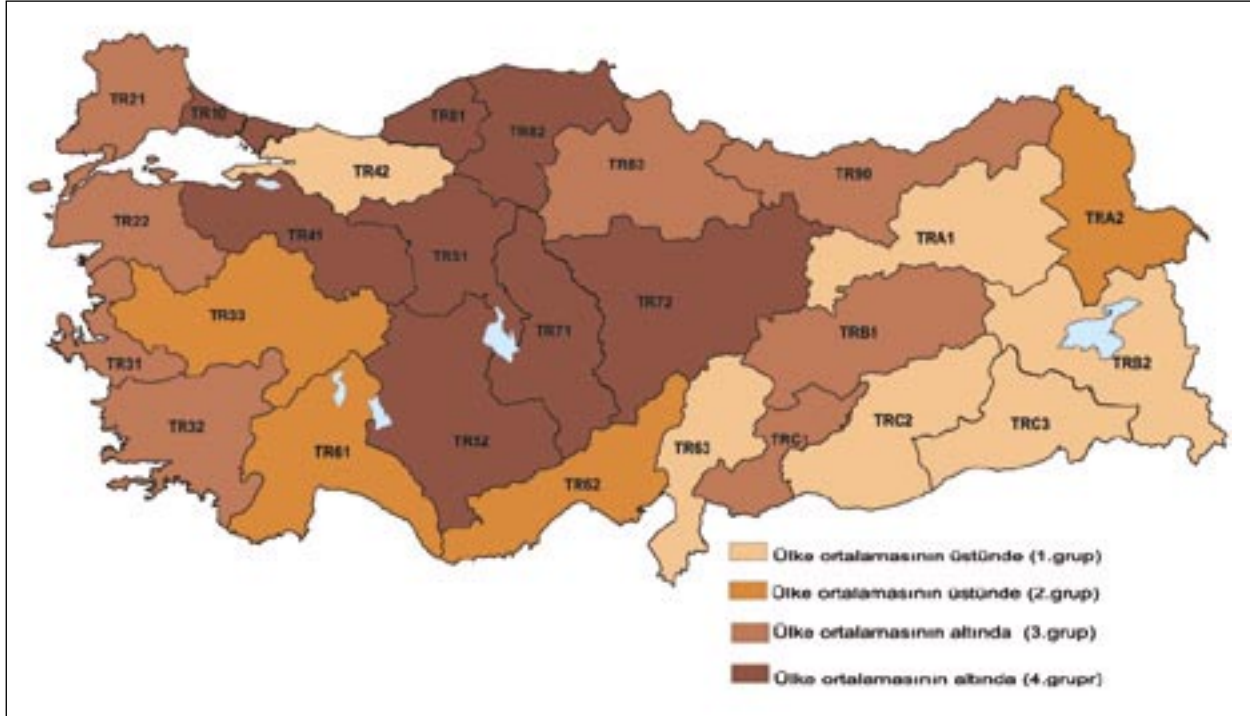 TR21
TR10
TR81
TR82
TR42
TR83
TR90
TRA2
TR22
TR41
TR51
TRA1
TR33
TR72
TR71
TRB1
TR31
TRB2
TR32
TR61
TR52
TR62
TR63
TRC1
TRC2
TRC3
Ülke ortalamasının üstünde (1.grup)
Ülke ortalamasının üstünde (2.grup)
Ülke ortalamasının altında (3.grup)
Ülke ortalamasının altında (4.grupr)